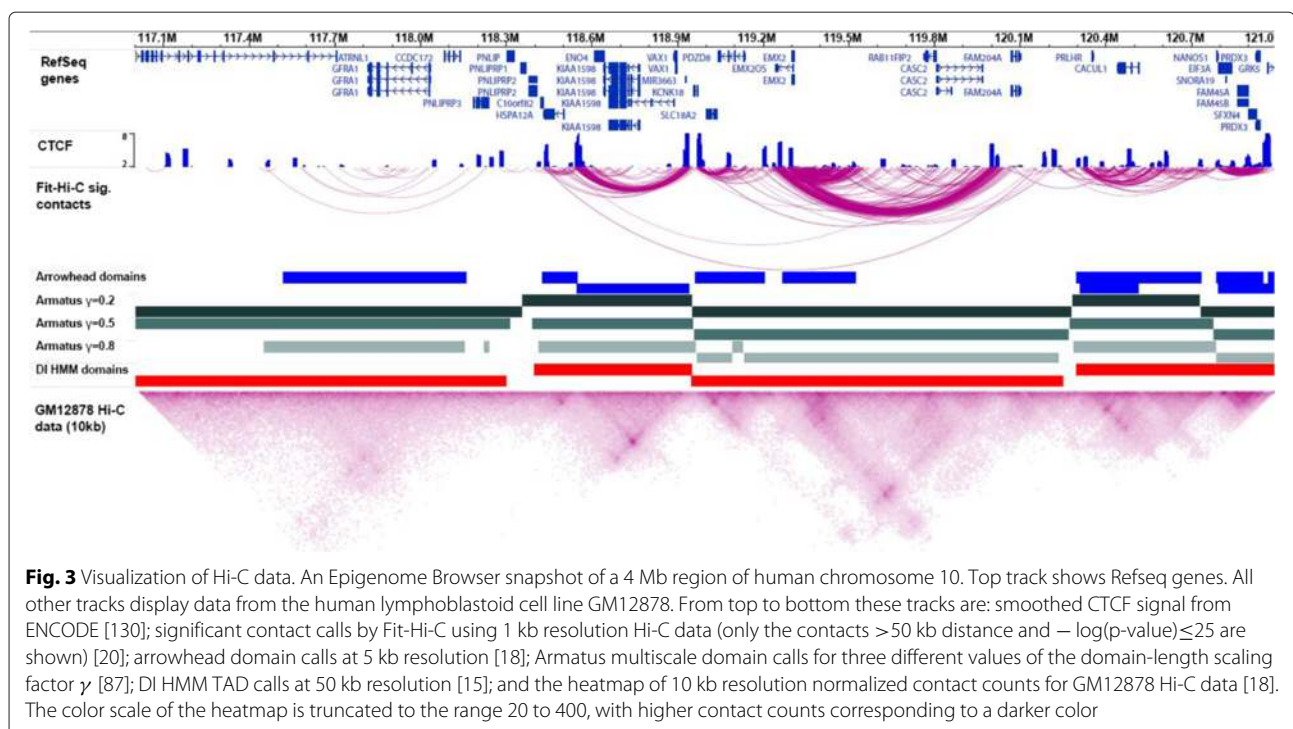 117.1M 117.4M 117.7M 118.0M 118.3M 118.6M 118.9M 119.2M 119.5M 119.8M 120.1M 120.4M 120.7M 121.0
RefSeq genes
ATRNL1 CCDC172 PNLIP ENO4 VAX1 PDZD8 EMX2 RAB11FIP2 FAM204A PRLHR NANOS1 PRDX3
GFRA1 PNLIPRP1 KIAA1598 VAX1 EMX2OS CASC2 CACUL1 EIF3A GRK5
GFRA1 PNLIPRP2 KIAA1598 MIR3663 EMX2 CASC2 SNORA19
GFRA1 PNLIPRP2 KIAA1598 KCNK18 CASC2 FAM204A FAM45A
PNLIPRP3 C10orf82 KIAA1598 FAM45B
HSPA12A SLC18A2 SFXN4
KIAA1598 PRDX3
CTCF
8
2
Fit-Hi-C sig. contacts
Arrowhead domains
Armatus γ=0.2
Armatus γ=0.5
Armatus γ=0.8
DI HMM domains
GM12878 Hi-C data (10kb)
Fig. 3 Visualization of Hi-C data. An Epigenome Browser snapshot of a 4 Mb region of human chromosome 10. Top track shows Refseq genes. All
other tracks display data from the human lymphoblastoid cell line GM12878. From top to bottom these tracks are: smoothed CTCF signal from
ENCODE [130]; significant contact calls by Fit-Hi-C using 1 kb resolution Hi-C data (only the contacts >50 kb distance and − log(p-value)≤25 are
shown) [20]; arrowhead domain calls at 5 kb resolution [18]; Armatus multiscale domain calls for three different values of the domain-length scaling
factor γ [87]; DI HMM TAD calls at 50 kb resolution [15]; and the heatmap of 10 kb resolution normalized contact counts for GM12878 Hi-C data [18].
The color scale of the heatmap is truncated to the range 20 to 400, with higher contact counts corresponding to a darker color